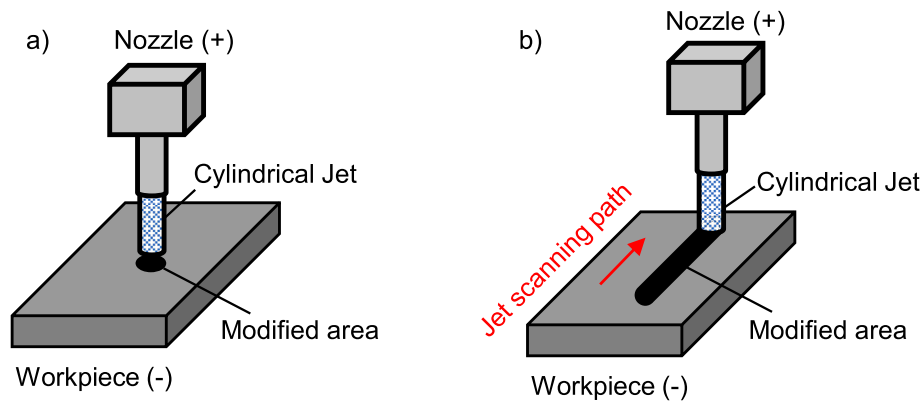 a)
Nozzle (+)
Cylindrical Jet
Modified area
Workpiece (-)
b)
Nozzle (+)
Cylindrical Jet
Jet scanning path
Modified area
Workpiece (-)